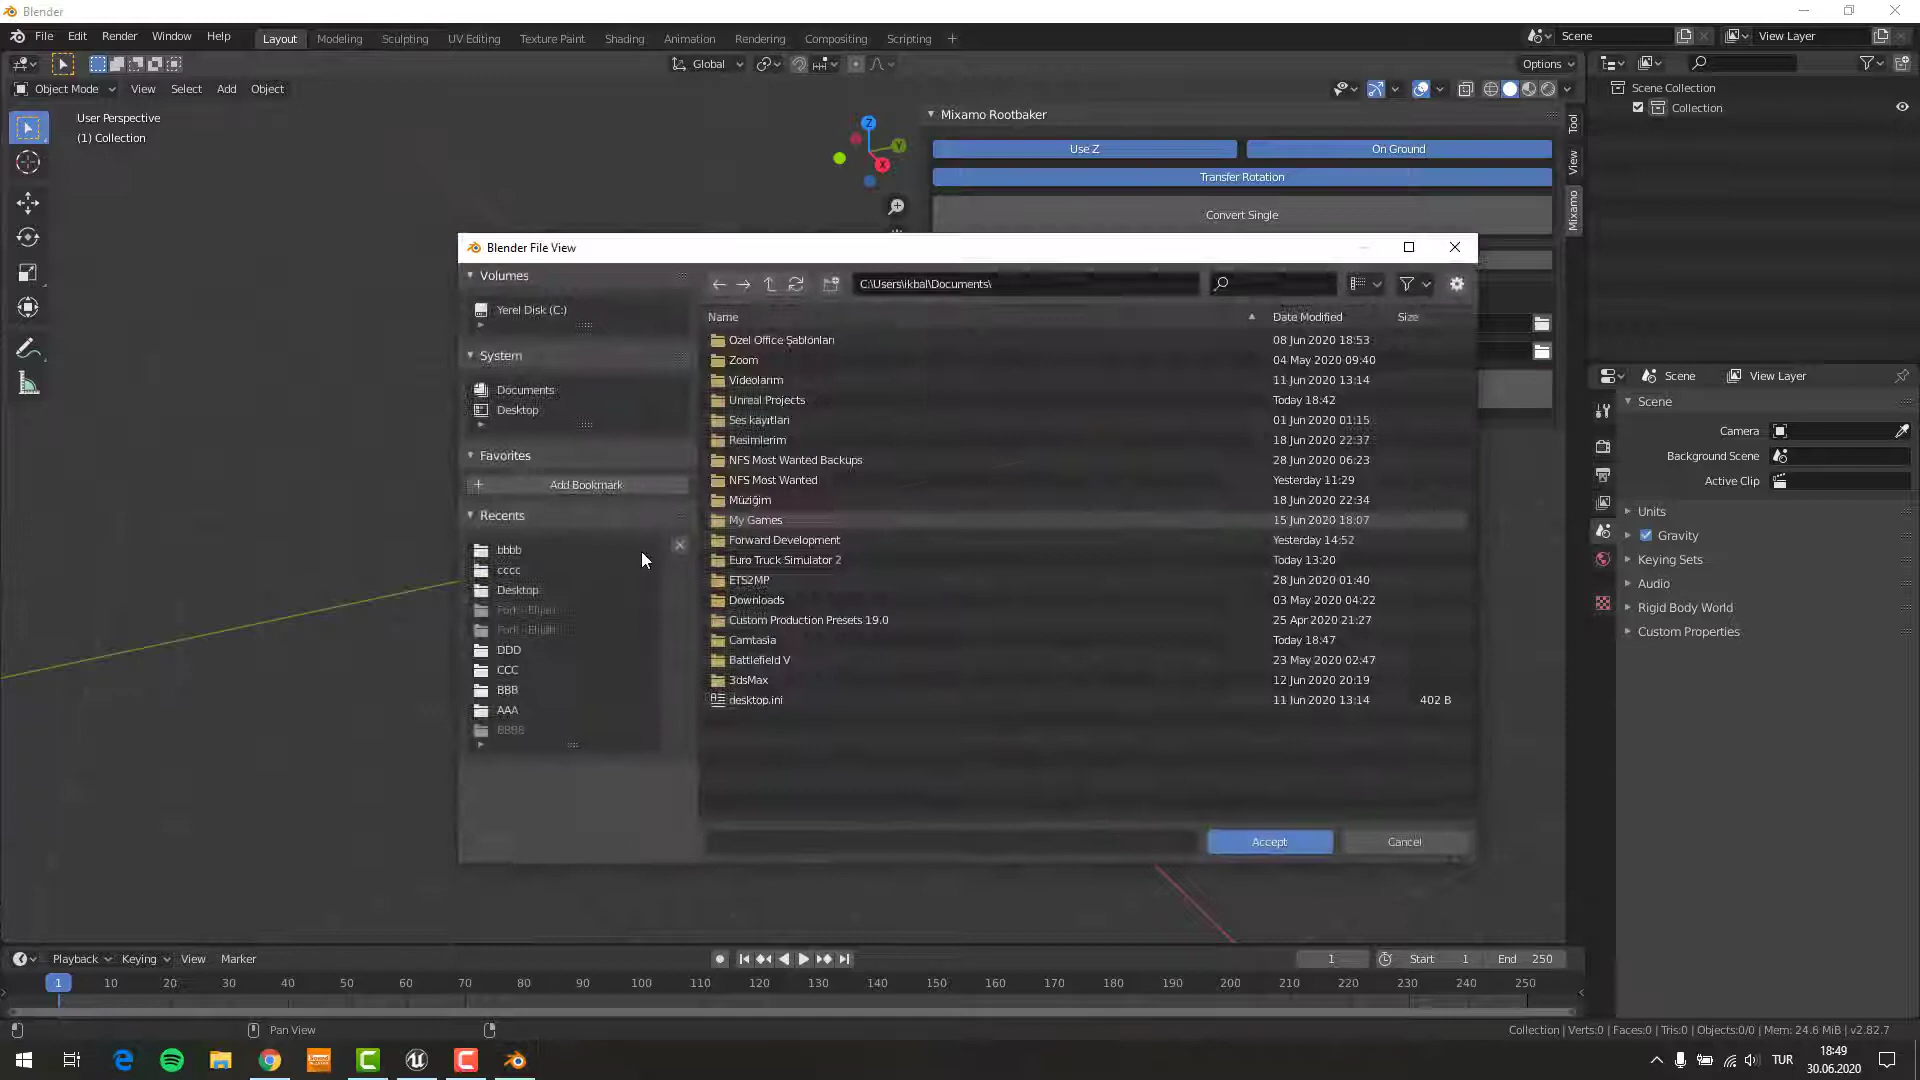 Blender
File Edit Render Window Help Layout Modeling Sculpting UV Editing Texture Paint Shading Animation Rendering Compositing Scripting + Scene View Layer
Global Options
Object Mode View Select Add Object
User Perspective
(1) Collection
Z
Y
X
Mixamo Rootbaker
Use Z On Ground
Transfer Rotation
Convert Single
Tool
View
Mixamo
Scene Collection
Collection
Blender File View
Volumes
Yerel Disk (C:)
System
Documents
Desktop
Favorites
Add Bookmark
Recents
bbbb
cccc
Desktop
DDD
CCC
BBB
AAA
BBBB
C:\Users\ikbal\Documents\
Name Date Modified Size
Özel Office Şablonları 08 Jun 2020 18:53
Zoom 04 May 2020 09:40
Videolarım 11 Jun 2020 13:14
Unreal Projects Today 18:42
Ses kayıtları 01 Jun 2020 01:15
Resimlerim 18 Jun 2020 22:37
NFS Most Wanted Backups 28 Jun 2020 06:23
NFS Most Wanted Yesterday 11:29
Müziğim 18 Jun 2020 22:34
My Games 15 Jun 2020 18:07
Forward Development Yesterday 14:52
Euro Truck Simulator 2 Today 13:20
ETS2MP 28 Jun 2020 01:40
Downloads 03 May 2020 04:22
Custom Production Presets 19.0 25 Apr 2020 21:27
Camtasia Today 18:47
Battlefield V 23 May 2020 02:47
3dsMax 12 Jun 2020 20:19
desktop.ini 11 Jun 2020 13:14 402 B
Accept Cancel
Scene View Layer
Scene
Camera
Background Scene
Active Clip
Units
Gravity
Keying Sets
Audio
Rigid Body World
Custom Properties
Playback Keying View Marker 1 Start 1 End 250
1 10 20 30 40 50 60 70 80 90 100 110 120 130 140 150 160 170 180 190 200 210 220 230 240 250
Pan View Collection | Verts:0 | Faces:0 | Tris:0 | Objects:0/0 | Mem: 24.6 MiB | v2.82.7
TUR
18:49
30.06.2020